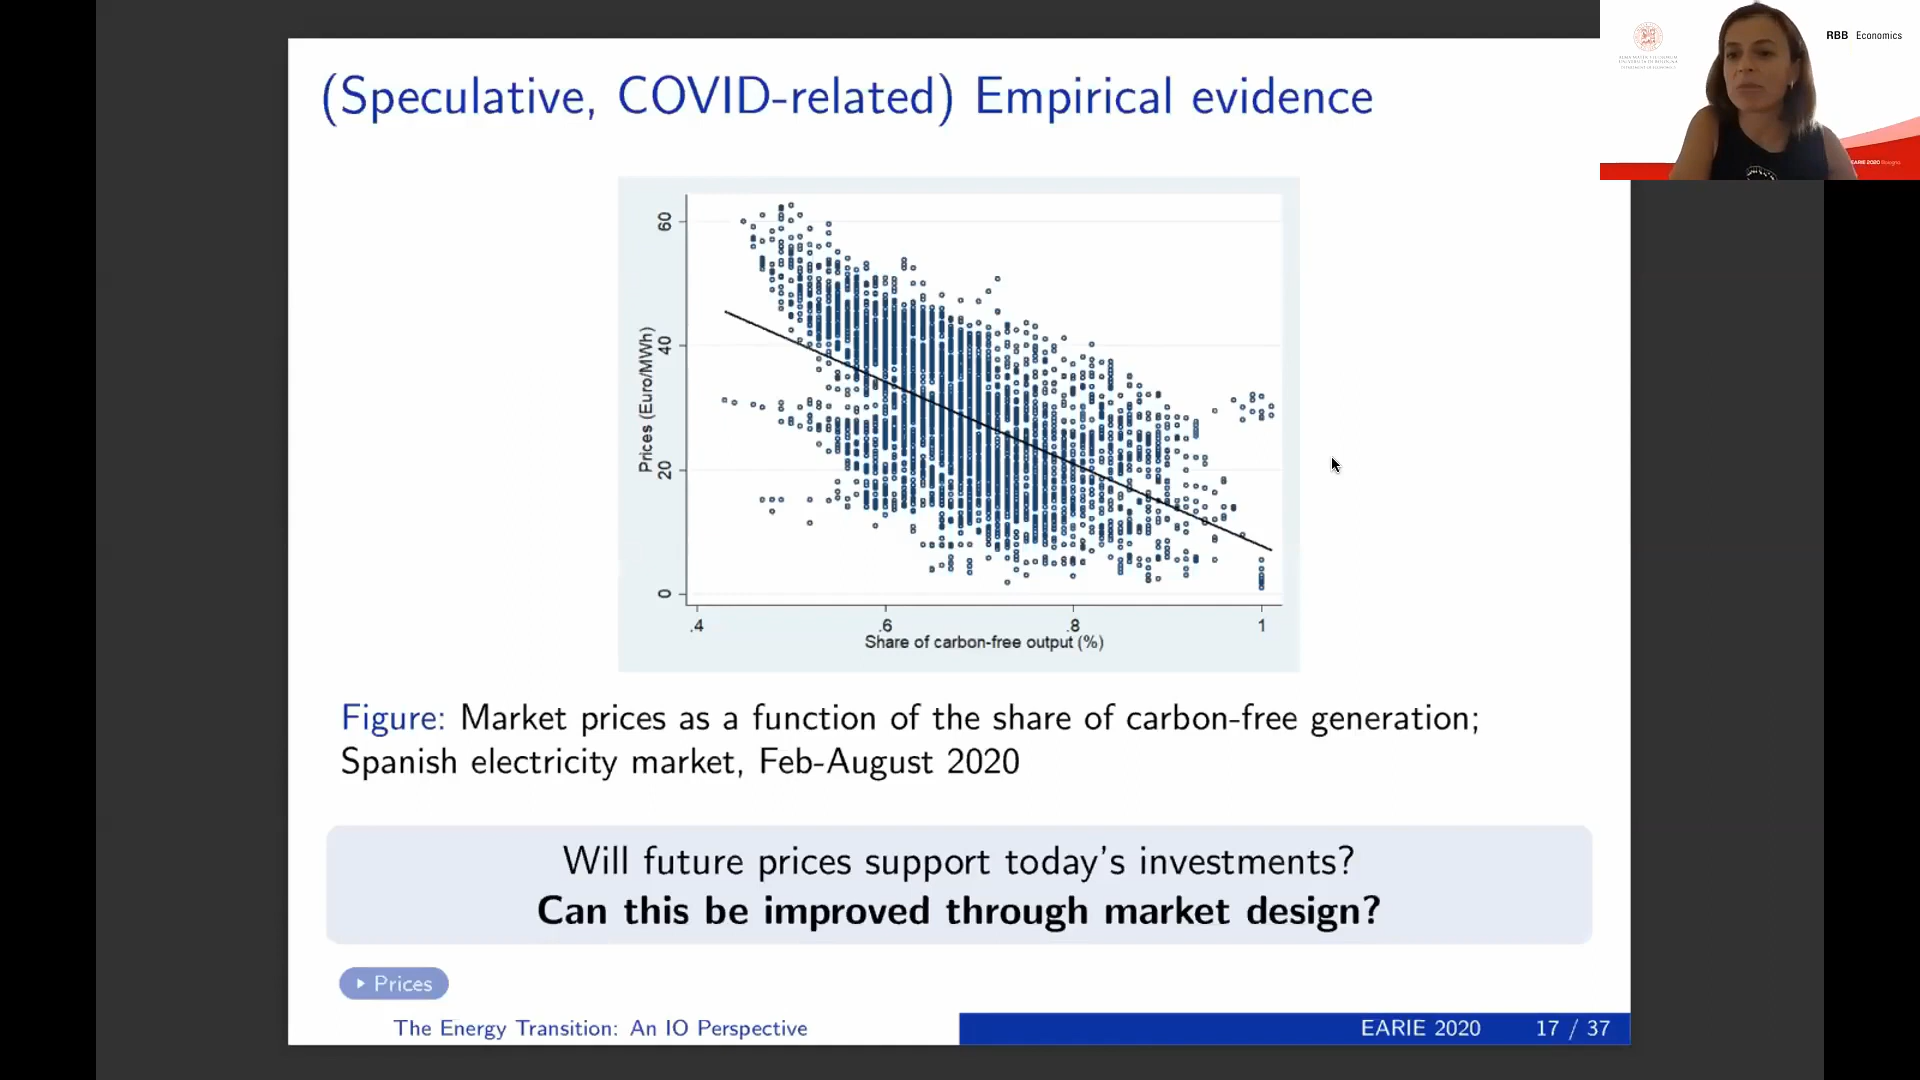 (Speculative, COVID-related) Empirical evidence
RBB Economics
EARIE 2020 Bologna
Prices (Euro/MWh)
60
40
20
0
.4 .6 .8 1
Share of carbon-free output (%)
Figure: Market prices as a function of the share of carbon-free generation;
Spanish electricity market, Feb-August 2020
Will future prices support today's investments?
Can this be improved through market design?
Prices
The Energy Transition: An IO Perspective EARIE 2020 17 / 37